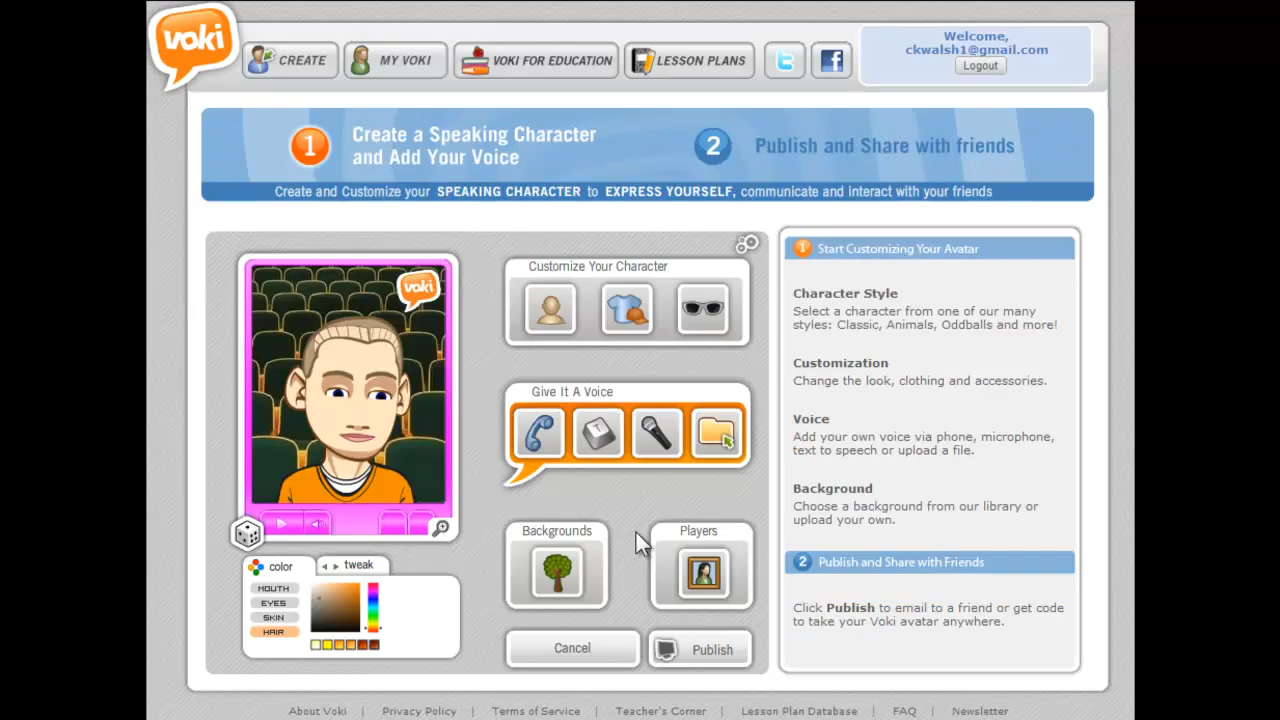 voki
CREATE
MY VOKI
VOKI FOR EDUCATION
LESSON PLANS
Welcome,
ckwalsh1@gmail.com
Logout
1
Create a Speaking Character
and Add Your Voice
2
Publish and Share with friends
Create and Customize your SPEAKING CHARACTER to EXPRESS YOURSELF, communicate and interact with your friends
voki
Customize Your Character
Give It A Voice
T
Backgrounds
Players
color
tweak
MOUTH
EYES
SKIN
HAIR
Cancel
Publish
1 Start Customizing Your Avatar
Character Style
Select a character from one of our many
styles: Classic, Animals, Oddballs and more!
Customization
Change the look, clothing and accessories.
Voice
Add your own voice via phone, microphone,
text to speech or upload a file.
Background
Choose a background from our library or
upload your own.
2 Publish and Share with Friends
Click Publish to email to a friend or get code
to take your Voki avatar anywhere.
About Voki | Privacy Policy | Terms of Service | Teacher's Corner | Lesson Plan Database | FAQ | Newsletter